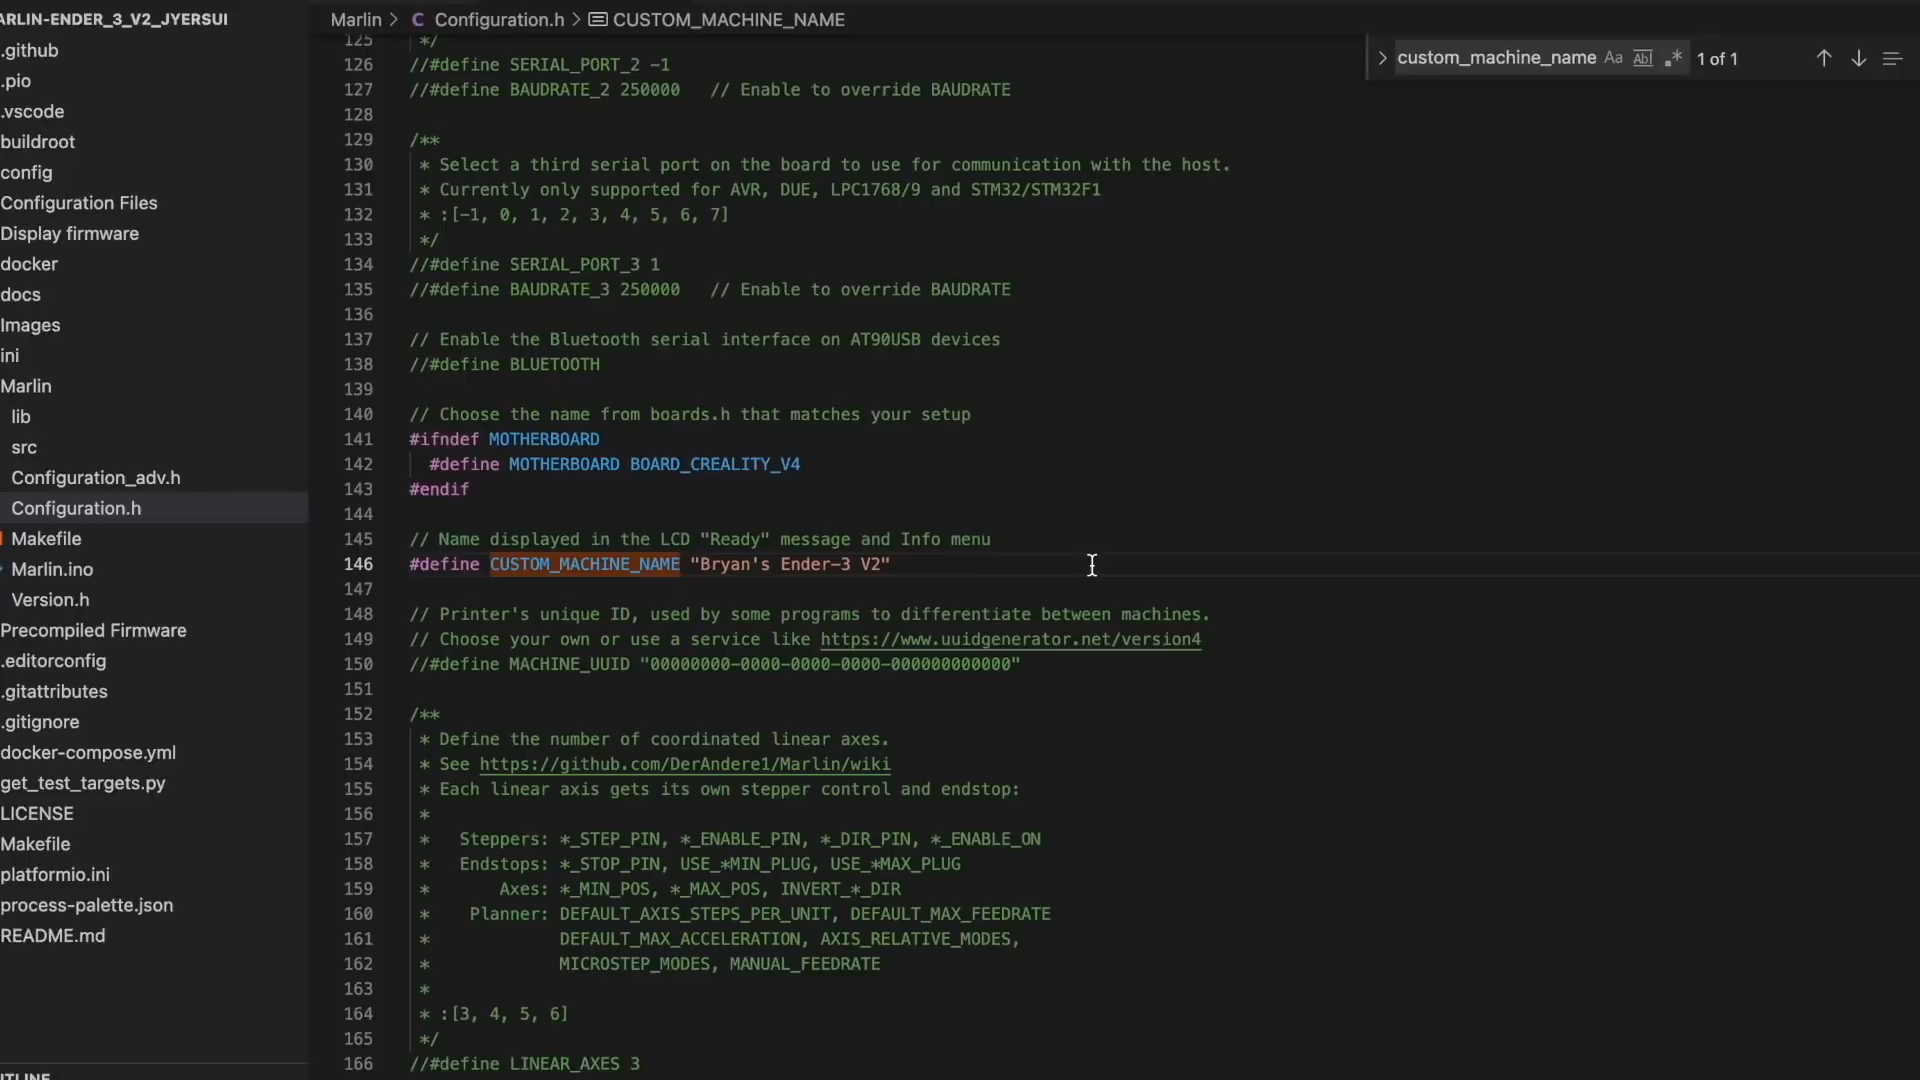 ARLIN-ENDER_3_V2_JYERSUI
.github
.pio
.vscode
buildroot
config
Configuration Files
Display firmware
docker
docs
Images
ini
Marlin
lib
src
Configuration_adv.h
Configuration.h
Makefile
Marlin.ino
Version.h
Precompiled Firmware
.editorconfig
.gitattributes
.gitignore
docker-compose.yml
get_test_targets.py
LICENSE
Makefile
platformio.ini
process-palette.json
README.md
UTLINE
Marlin > C Configuration.h > CUSTOM_MACHINE_NAME
custom_machine_name Aa Abl .* 1 of 1
125 */
126 //#define SERIAL_PORT_2 -1
127 //#define BAUDRATE_2 250000 // Enable to override BAUDRATE
128
129 /**
130 * Select a third serial port on the board to use for communication with the host.
131 * Currently only supported for AVR, DUE, LPC1768/9 and STM32/STM32F1
132 * :[-1, 0, 1, 2, 3, 4, 5, 6, 7]
133 */
134 //#define SERIAL_PORT_3 1
135 //#define BAUDRATE_3 250000 // Enable to override BAUDRATE
136
137 // Enable the Bluetooth serial interface on AT90USB devices
138 //#define BLUETOOTH
139
140 // Choose the name from boards.h that matches your setup
141 #ifndef MOTHERBOARD
142 #define MOTHERBOARD BOARD_CREALITY_V4
143 #endif
144
145 // Name displayed in the LCD "Ready" message and Info menu
146 #define CUSTOM_MACHINE_NAME "Bryan's Ender-3 V2"
147
148 // Printer's unique ID, used by some programs to differentiate between machines.
149 // Choose your own or use a service like https://www.uuidgenerator.net/version4
150 //#define MACHINE_UUID "00000000-0000-0000-0000-000000000000"
151
152 /**
153 * Define the number of coordinated linear axes.
154 * See https://github.com/DerAndere1/Marlin/wiki
155 * Each linear axis gets its own stepper control and endstop:
156 *
157 * Steppers: *_STEP_PIN, *_ENABLE_PIN, *_DIR_PIN, *_ENABLE_ON
158 * Endstops: *_STOP_PIN, USE_*MIN_PLUG, USE_*MAX_PLUG
159 * Axes: *_MIN_POS, *_MAX_POS, INVERT_*_DIR
160 * Planner: DEFAULT_AXIS_STEPS_PER_UNIT, DEFAULT_MAX_FEEDRATE
161 * DEFAULT_MAX_ACCELERATION, AXIS_RELATIVE_MODES,
162 * MICROSTEP_MODES, MANUAL_FEEDRATE
163 *
164 * :[3, 4, 5, 6]
165 */
166 //#define LINEAR_AXES 3